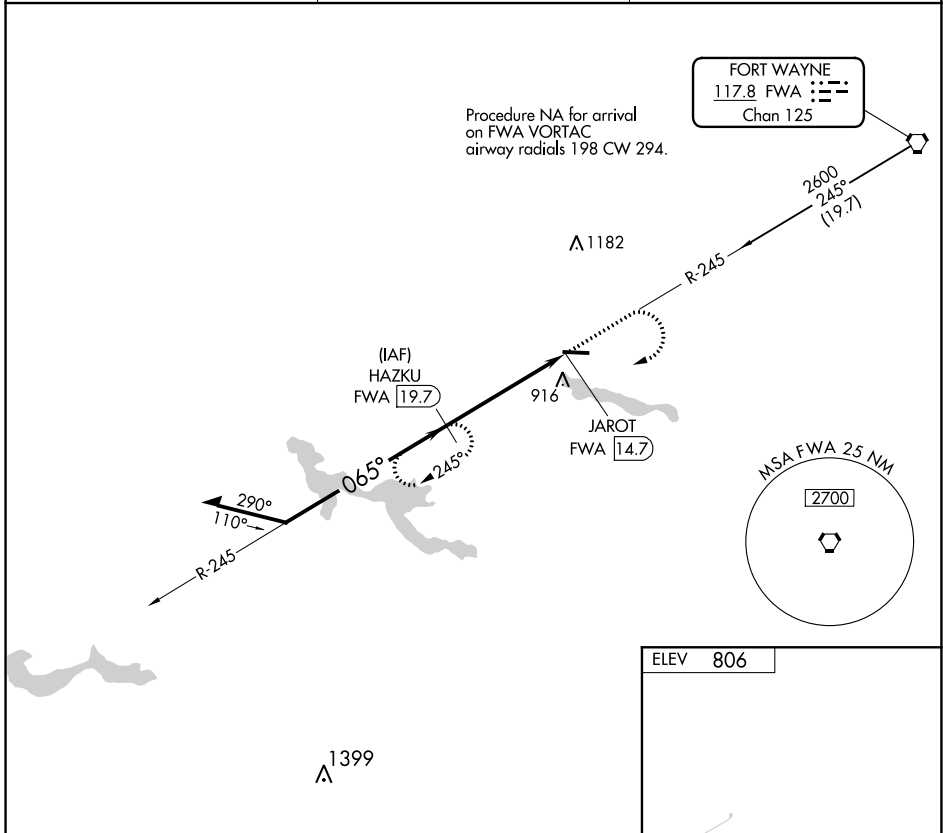 FORT WAYNE
117.8 FWA
Chan 125
Procedure NA for arrival
on FWA VORTAC
airway radials 198 CW 294.
2600
245°
(19.7)
1182
R-245
(IAF)
HAZKU
FWA 19.7
916
JAROT
FWA 14.7
245°
065°
290°
110°
R-245
MSA FWA 25 NM
2700
ELEV 806
1399